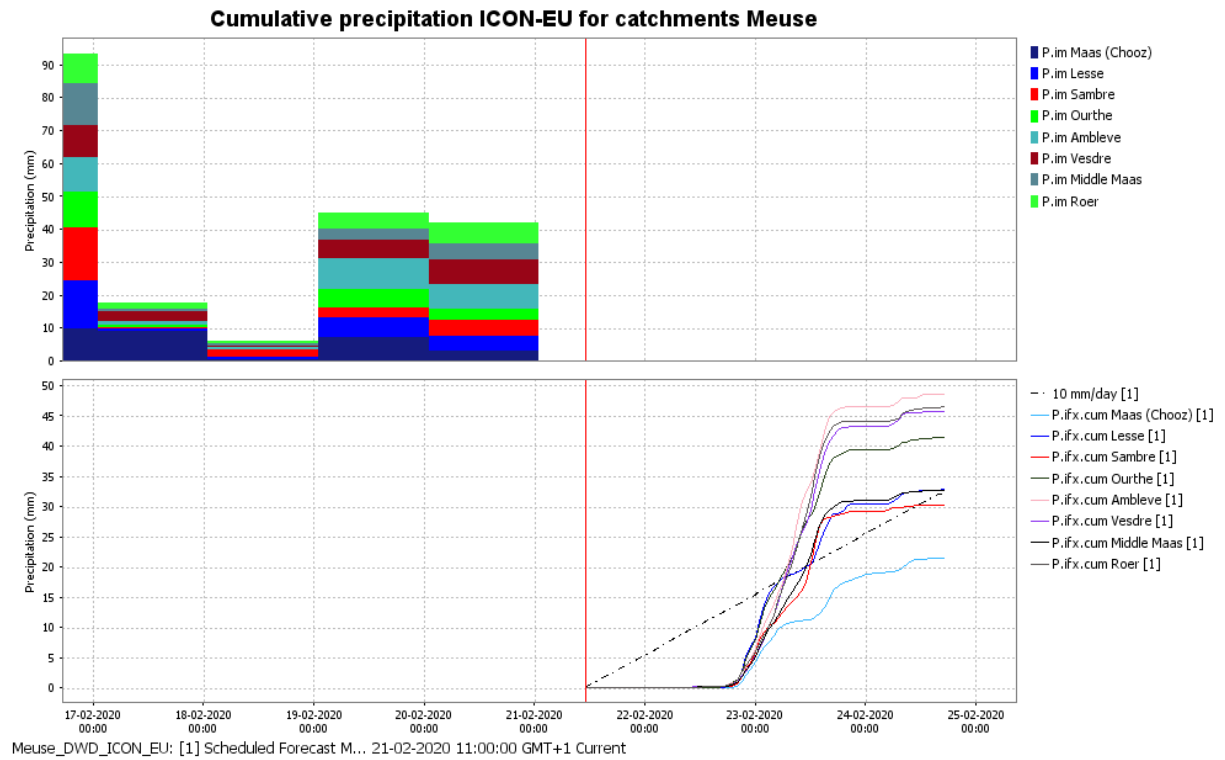 Cumulative precipitation ICON-EU for catchments Meuse
Precipitation (mm)
90
80
70
60
50
40
30
20
10
0
P.im Maas (Chooz)
P.im Lesse
P.im Sambre
P.im Ourthe
P.im Ambleve
P.im Vesdre
P.im Middle Maas
P.im Roer
Precipitation (mm)
50
45
40
35
30
25
20
15
10
5
0
10 mm/day [1]
P.ifx.cum Maas (Chooz) [1]
P.ifx.cum Lesse [1]
P.ifx.cum Sambre [1]
P.ifx.cum Ourthe [1]
P.ifx.cum Ambleve [1]
P.ifx.cum Vesdre [1]
P.ifx.cum Middle Maas [1]
P.ifx.cum Roer [1]
17-02-2020 18-02-2020 19-02-2020 20-02-2020 21-02-2020 22-02-2020 23-02-2020 24-02-2020 25-02-2020
00:00 00:00 00:00 00:00 00:00 00:00 00:00 00:00 00:00
Meuse_DWD_ICON_EU: [1] Scheduled Forecast M... 21-02-2020 11:00:00 GMT+1 Current